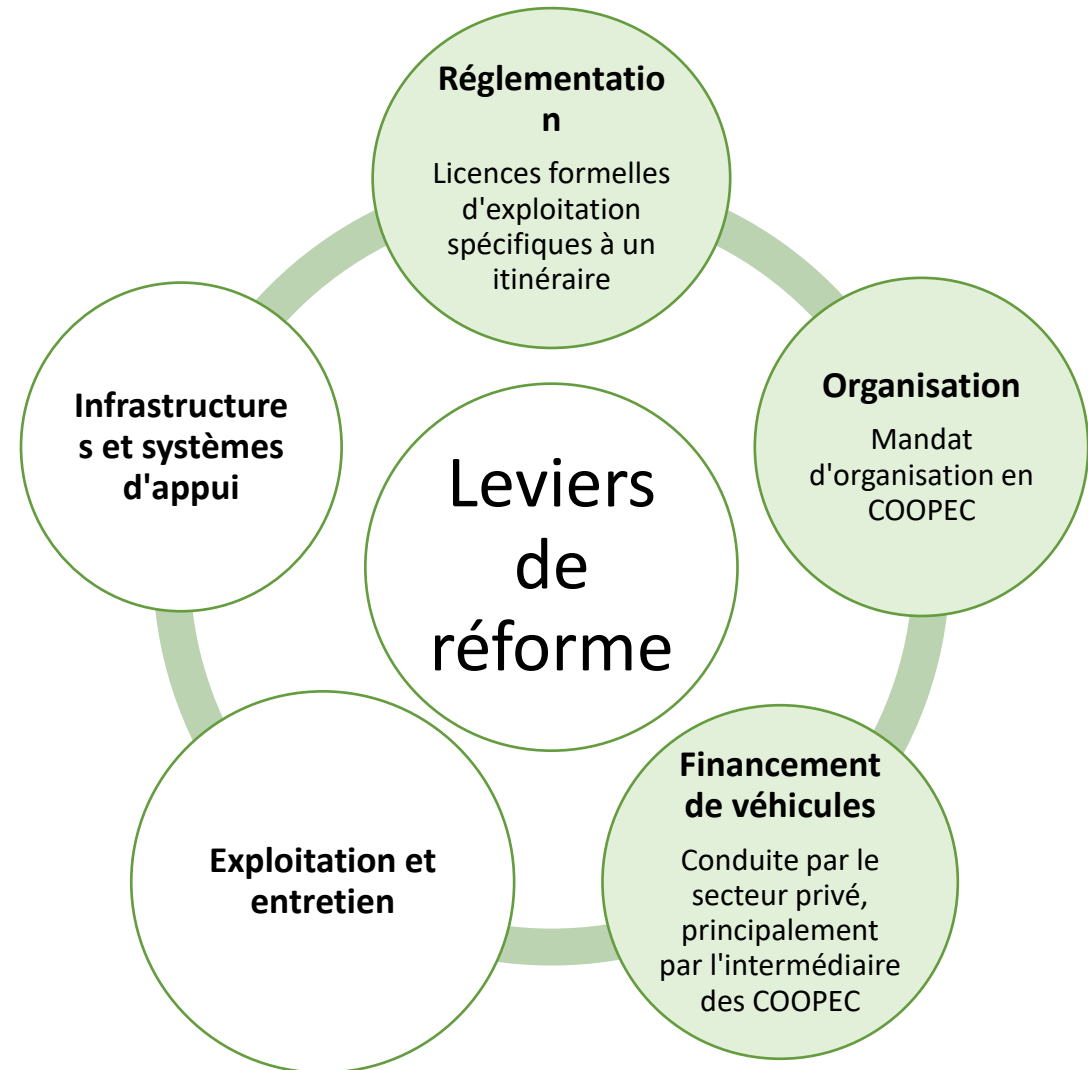 Réglementatio
n
Licences formelles
d'exploitation
spécifiques à un
itinéraire
Organisation
Mandat
d'organisation en
COOPEC
Financement
de véhicules
Conduite par le
secteur privé,
principalement
par l'intermédiaire
des COOPEC
Exploitation et
entretien
Infrastructure
s et systèmes
d'appui
Leviers
de
réforme